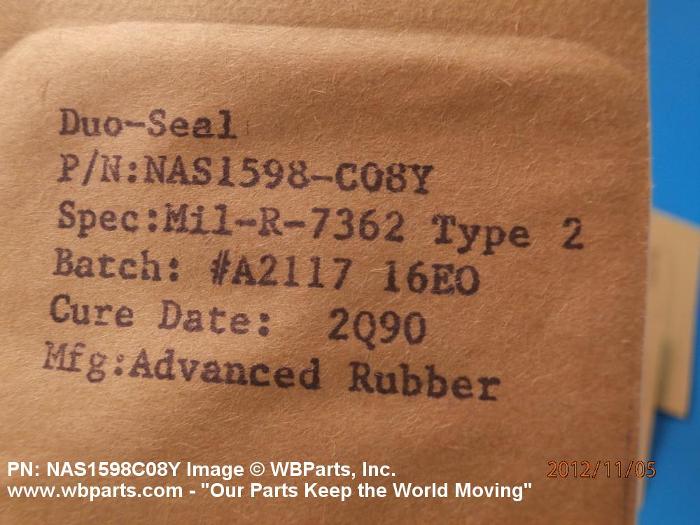 Duo-Seal
P/N:NAS1598-C08Y
Spec:Mil-R-7362 Type 2
Batch: #A2117 16EO
Cure Date: 2Q90
Mfg:Advanced Rubber
PN: NAS1598C08Y Image © WBParts, Inc.
2012/11/05
www.wbparts.com - "Our Parts Keep the World Moving"